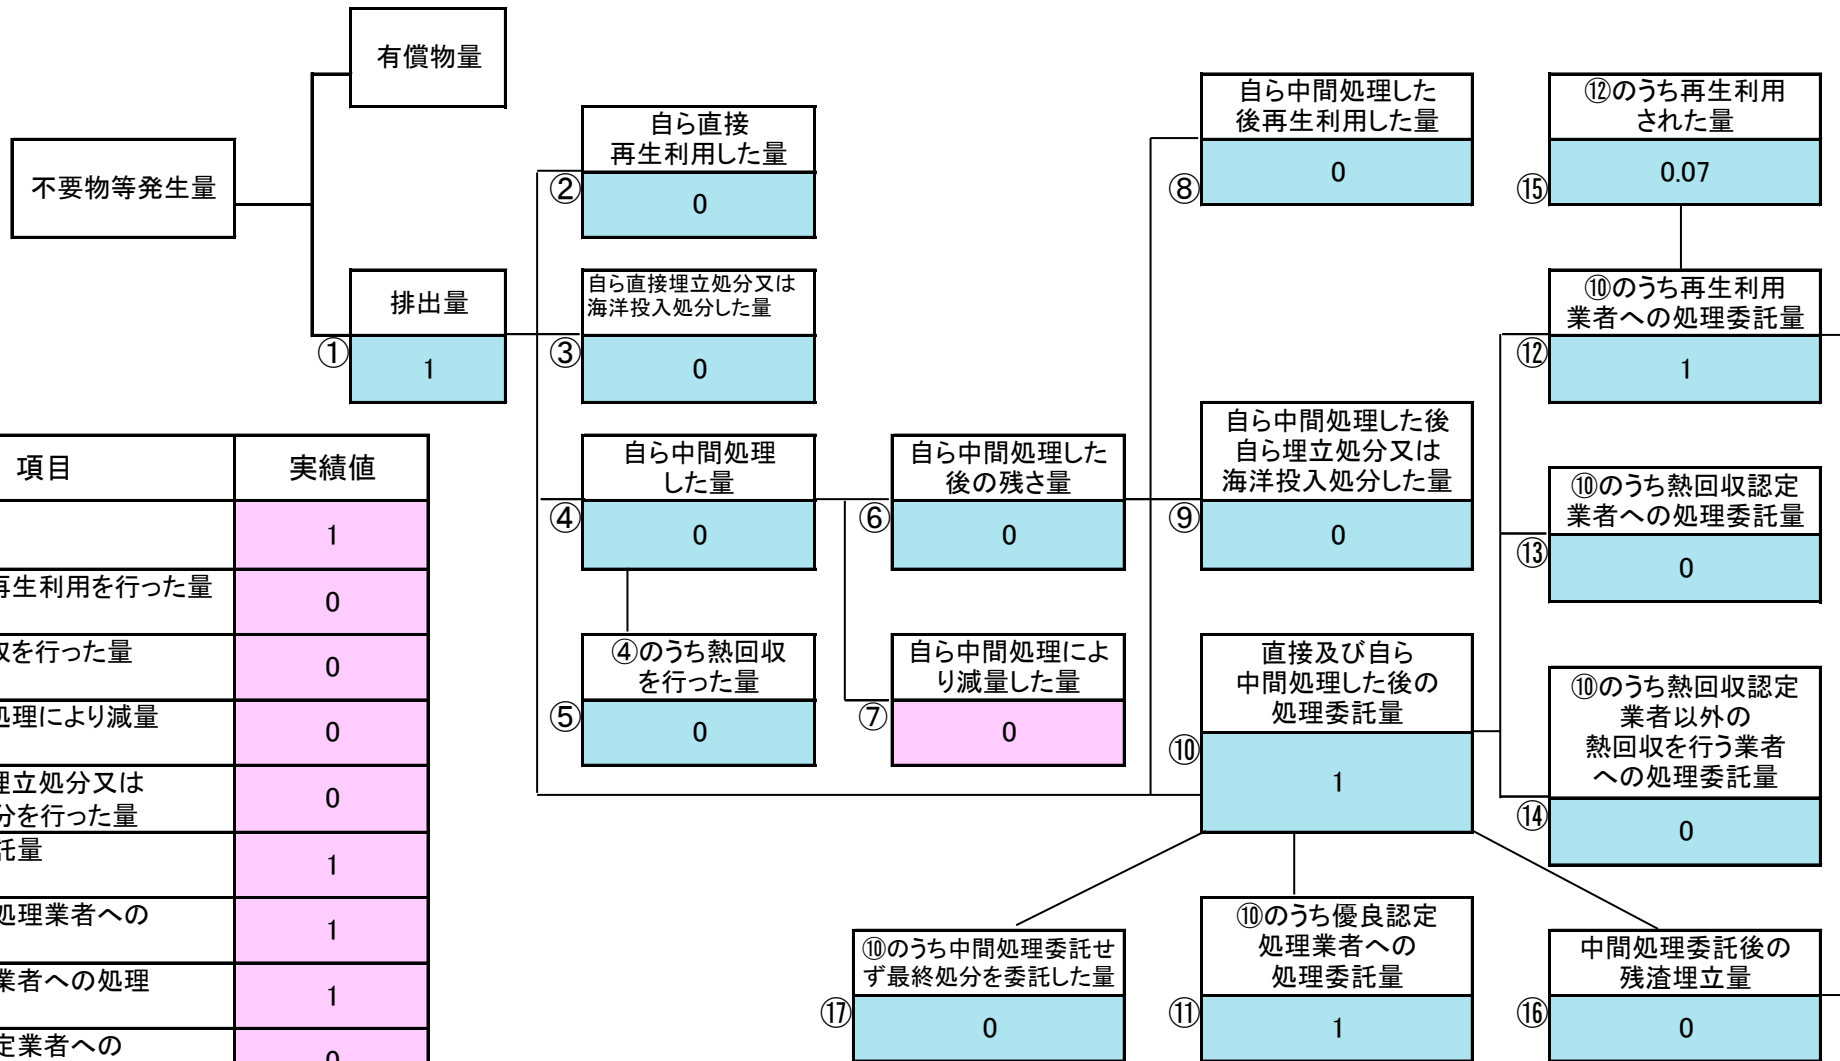 有償物量
不要物等発生量
排出量
①
1
自ら直接
再生利用した量
②
0
自ら直接埋立処分又は
海洋投入処分した量
③
0
自ら中間処理
した量
④
0
④のうち熱回収
を行った量
⑤
0
自ら中間処理した
後の残さ量
⑥
0
自ら中間処理によ
り減量した量
⑦
0
自ら中間処理した
後再生利用した量
⑧
0
自ら中間処理した後
自ら埋立処分又は
海洋投入処分した量
⑨
0
直接及び自ら
中間処理した後の
処理委託量
⑩
1
⑫のうち再生利用
された量
⑮
0.07
⑩のうち再生利用
業者への処理委託量
⑫
1
⑩のうち熱回収認定
業者への処理委託量
⑬
0
⑩のうち熱回収認定
業者以外の
熱回収を行う業者
への処理委託量
⑭
0
⑩のうち中間処理委託せ
ず最終処分を委託した量
⑰
0
⑩のうち優良認定
処理業者への
処理委託量
⑪
1
中間処理委託後の
残渣埋立量
⑯
0
項目 実績値
1
再生利用を行った量 0
収を行った量 0
処理により減量 0
埋立処分又は
分を行った量 0
託量 1
処理業者への 1
業者への処理 1
定業者への 0